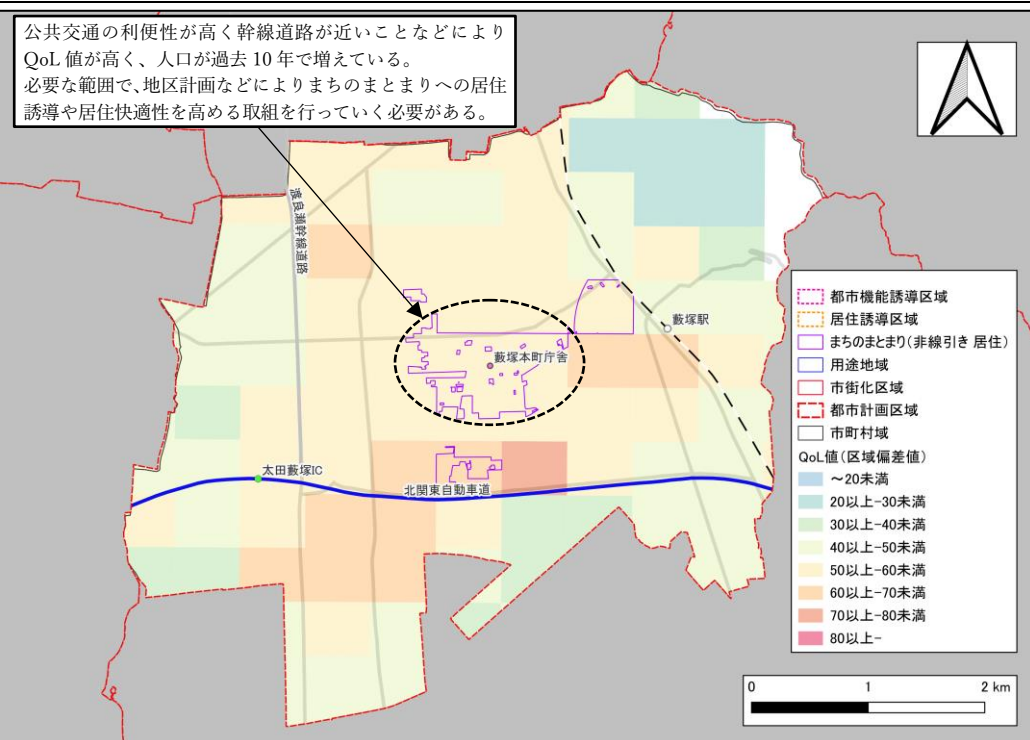 公共交通の利便性が高く幹線道路が近いことなどにより
QoL 値が高く、人口が過去 10 年で増えている。
必要な範囲で、地区計画などによりまちのまとまりへの居住
誘導や居住快適性を高める取組を行っていく必要がある。
渡良瀬幹線道路
藪塚駅
藪塚本町庁舎
太田藪塚IC
北関東自動車道
都市機能誘導区域
居住誘導区域
まちのまとまり(非線引き 居住)
用途地域
市街化区域
都市計画区域
市町村域
QoL値(区域偏差値)
～20未満
20以上-30未満
30以上-40未満
40以上-50未満
50以上-60未満
60以上-70未満
70以上-80未満
80以上-
0 1 2 km